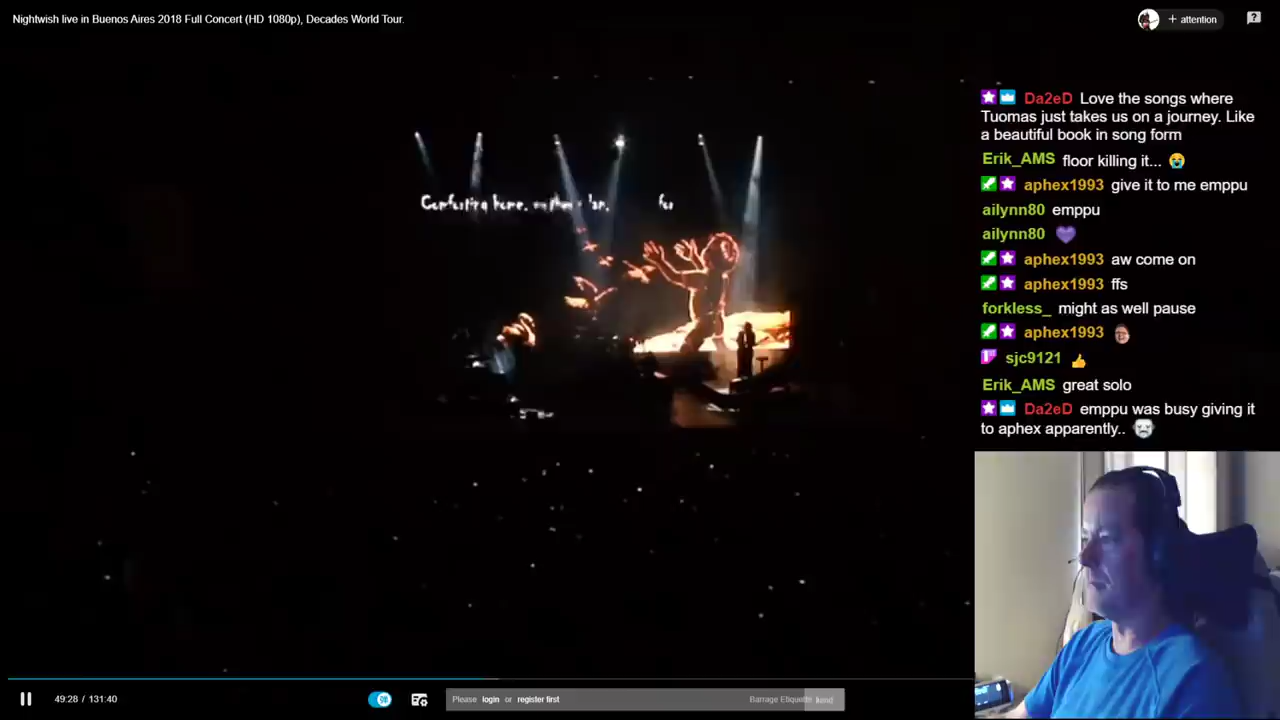 Nightwish live in Buenos Aires 2018 Full Concert (HD 1080p), Decades World Tour.
+ attention
Da2eD Love the songs where
Tuomas just takes us on a journey. Like
a beautiful book in song form
Erik_AMS floor killing it... 😭
aphex1993 give it to me emppu
ailynn80 emppu
ailynn80 💜
aphex1993 aw come on
aphex1993 ffs
forkless_ might as well pause
aphex1993
sjc9121 👍
Erik_AMS great solo
Da2eD emppu was busy giving it
to aphex apparently..
Comforting home, for
49:28 / 131:40
Please login or register first
Barrage Etiquette send